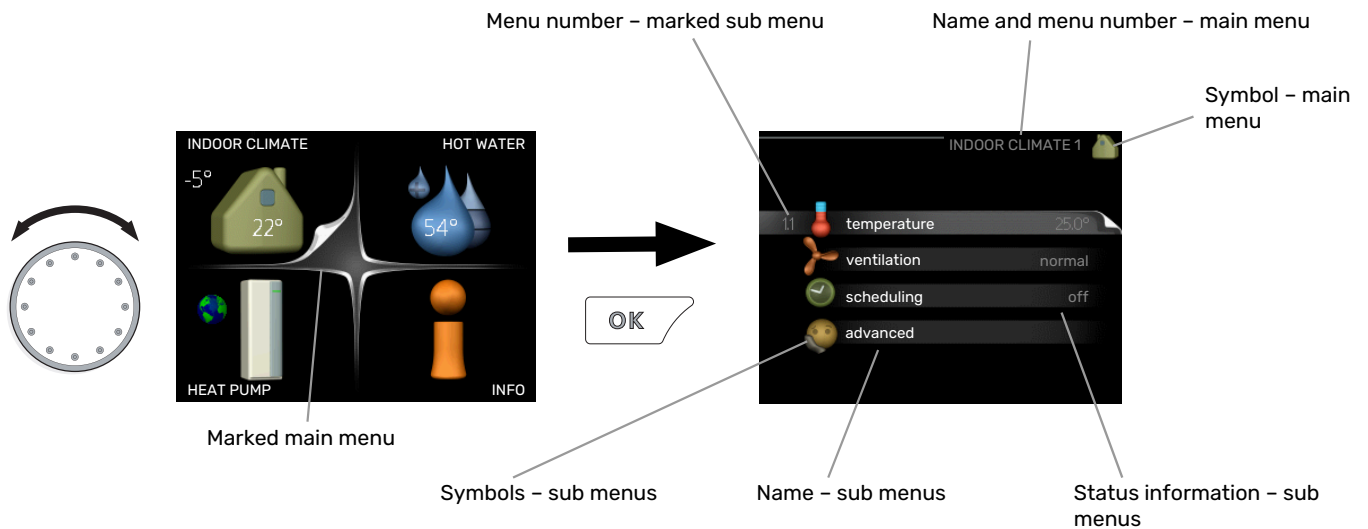 Menu number – marked sub menu
Name and menu number – main menu
Symbol – main
menu
INDOOR CLIMATE
HOT WATER
-5°
22°
54°
HEAT PUMP
INFO
OK
INDOOR CLIMATE 1
1.1
temperature
25.0°
ventilation
normal
scheduling
off
advanced
Marked main menu
Symbols – sub menus
Name – sub menus
Status information – sub
menus